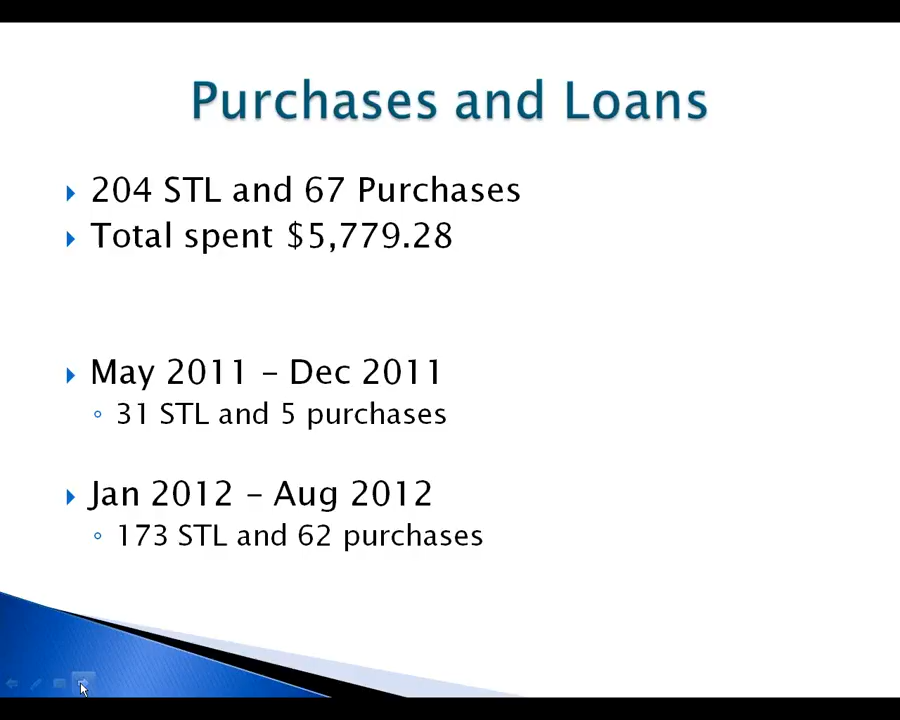 Purchases and Loans
204 STL and 67 Purchases
Total spent $5,779.28
May 2011 – Dec 2011
31 STL and 5 purchases
Jan 2012 – Aug 2012
173 STL and 62 purchases